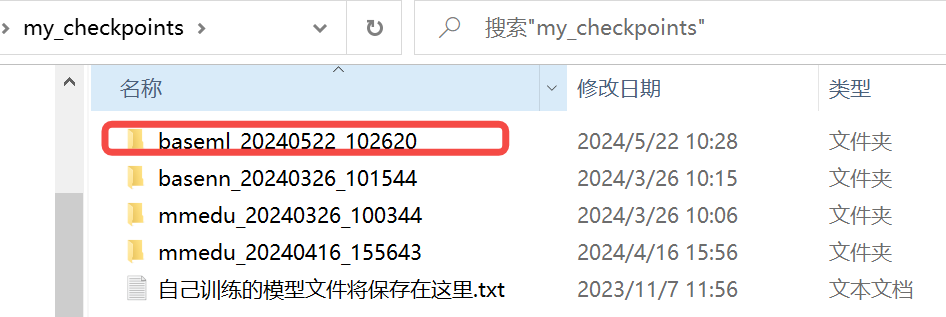 my_checkpoints 搜索"my_checkpoints"
名称 修改日期 类型
baseml_20240522_102620 2024/5/22 10:28 文件夹
basenn_20240326_101544 2024/3/26 10:15 文件夹
mmedu_20240326_100344 2024/3/26 10:06 文件夹
mmedu_20240416_155643 2024/4/16 15:56 文件夹
自己训练的模型文件将保存在这里.txt 2023/11/7 11:56 文本文档